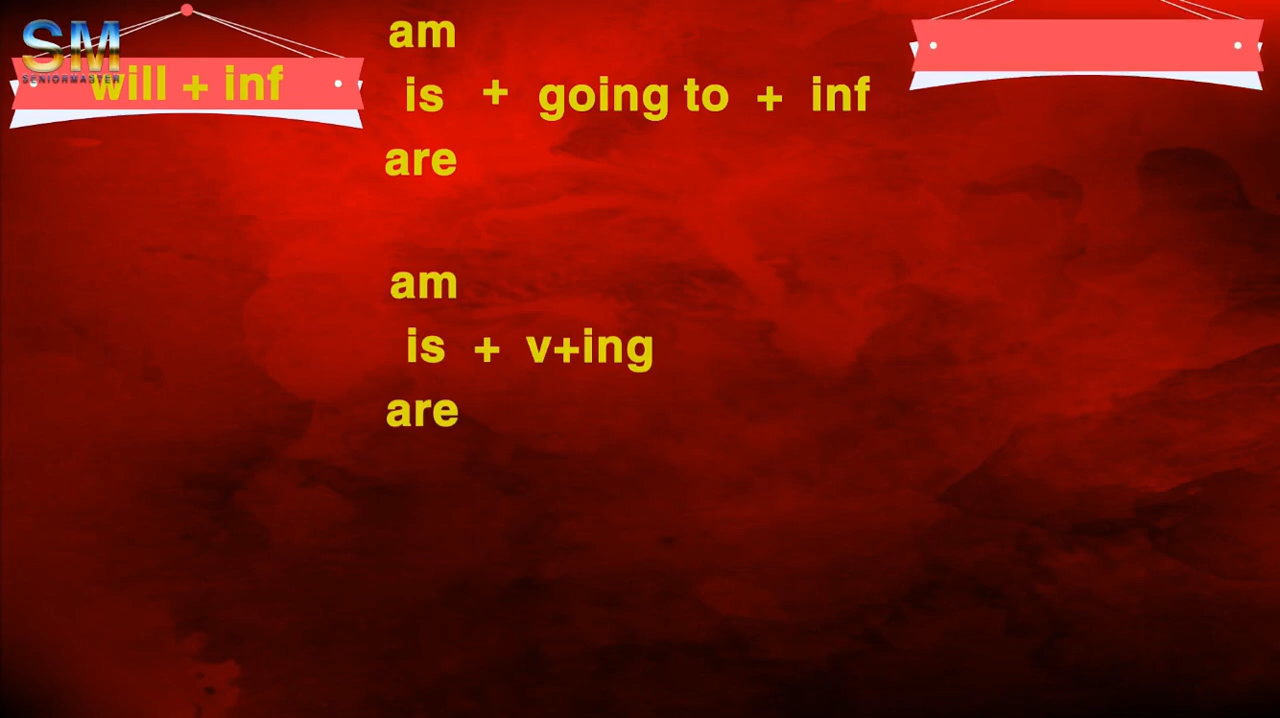 SM
SENIORMASTER
will + inf
am
is + going to + inf
are
am
is + v+ing
are